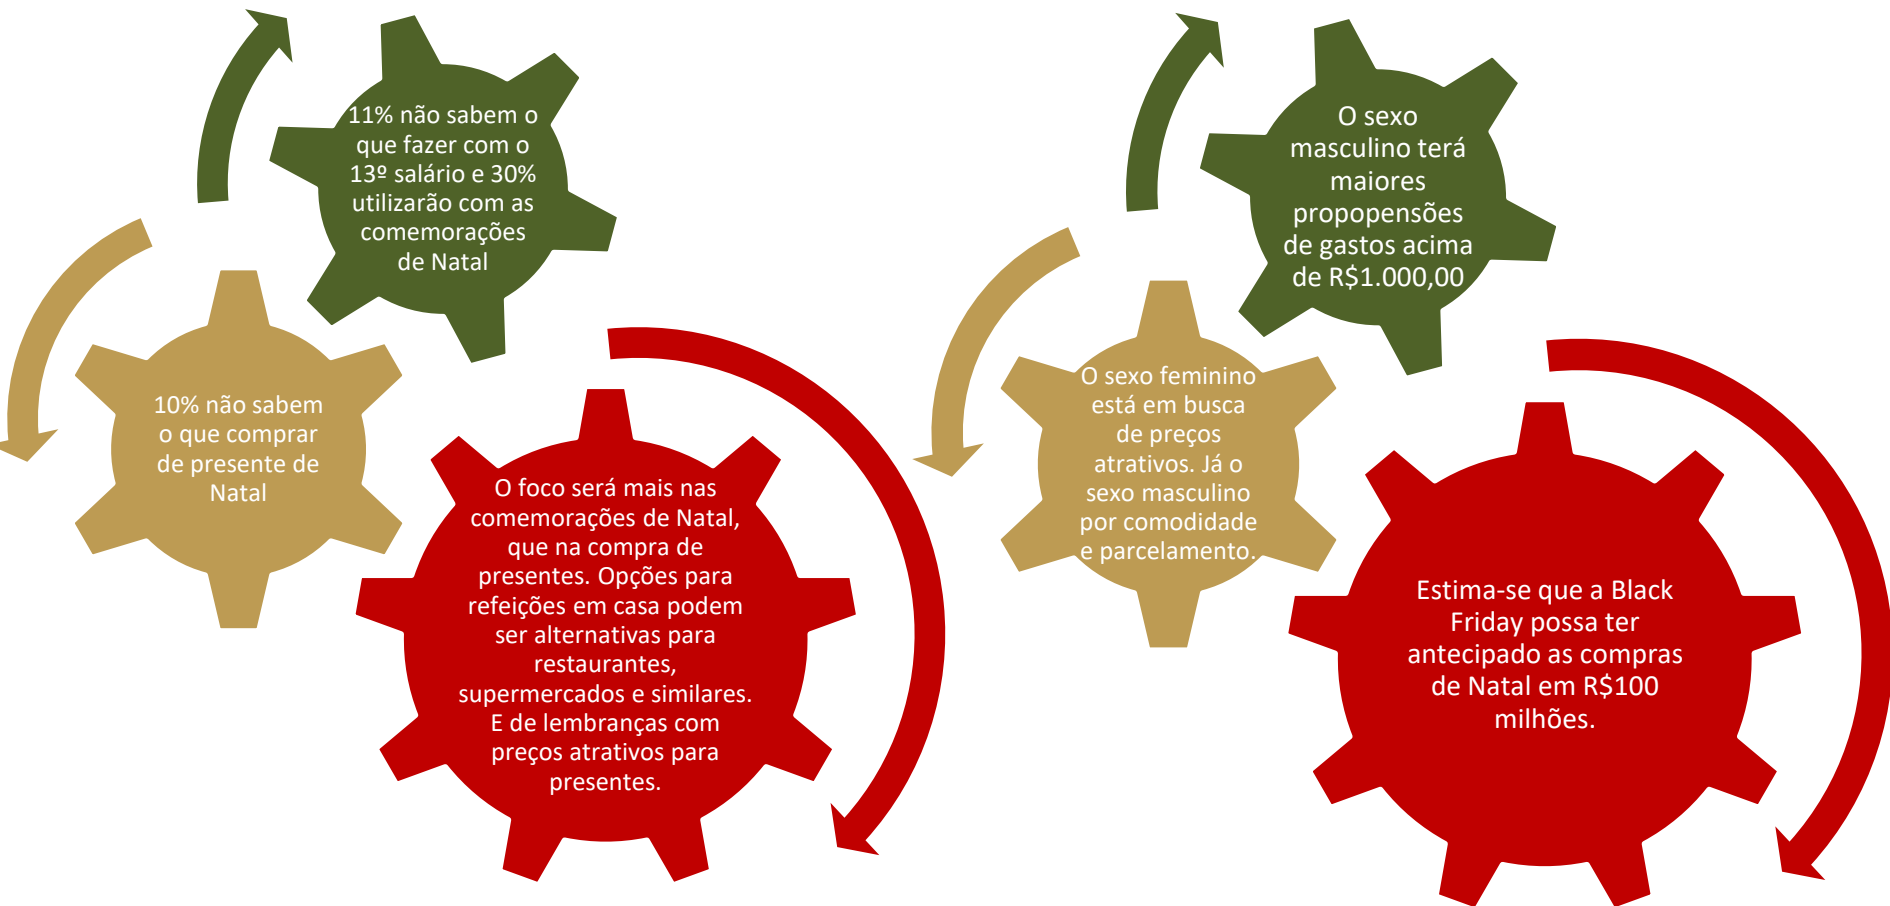 11% não sabem o
que fazer com o
13º salário e 30%
utilizarão com as
comemorações
de Natal
10% não sabem
o que comprar
de presente de
Natal
O foco será mais nas
comemorações de Natal,
que na compra de
presentes. Opções para
refeições em casa podem
ser alternativas para
restaurantes,
supermercados e similares.
E de lembranças com
preços atrativos para
presentes.
O sexo
masculino terá
maiores
propopensões
de gastos acima
de R$1.000,00
O sexo feminino
está em busca
de preços
atrativos. Já o
sexo masculino
por comodidade
e parcelamento.
Estima-se que a Black
Friday possa ter
antecipado as compras
de Natal em R$100
milhões.